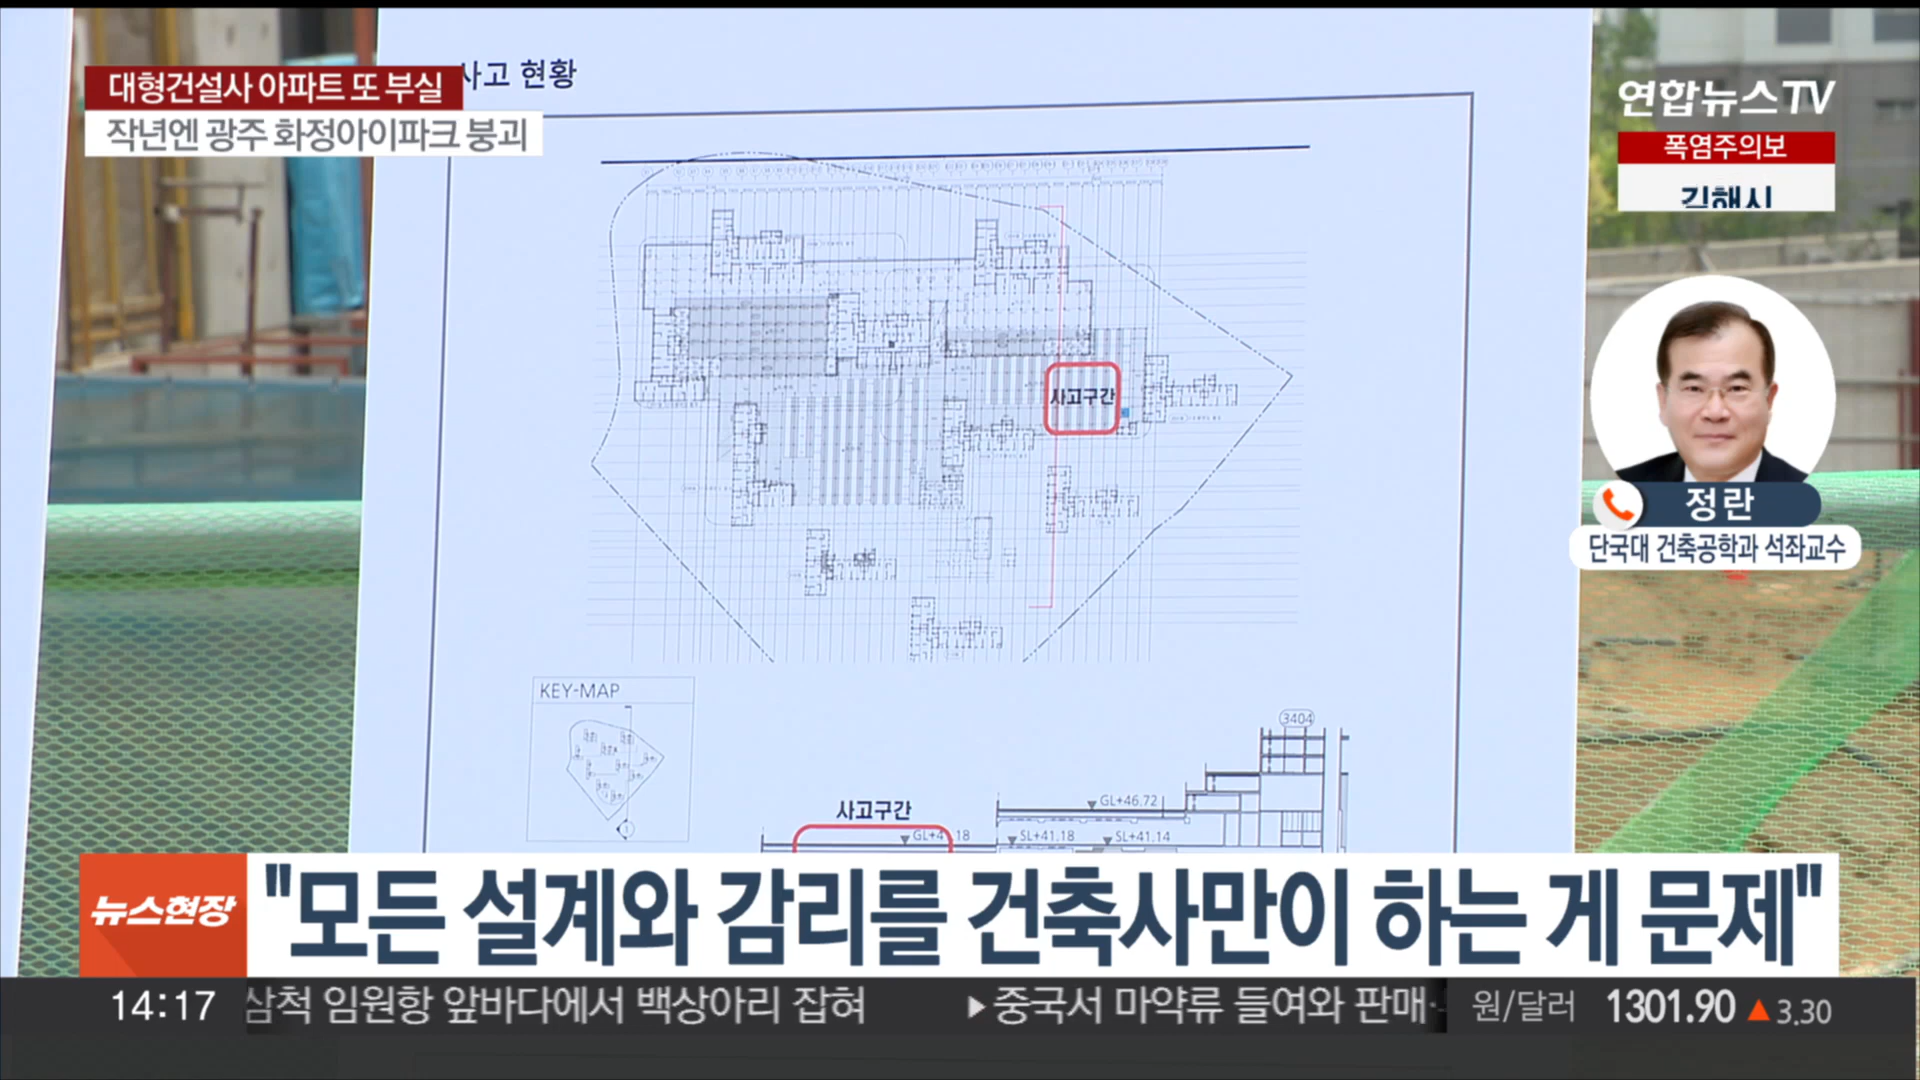 대형건설사 아파트 또 부실
작년엔 광주 화정아이파크 붕괴
사고 현황
연합뉴스TV
폭염주의보
김해시
사고구간
정란
단국대 건축공학과 석좌교수
KEY-MAP
3404
사고구간
GL+46.72
SL+41.18
SL+41.14
뉴스현장
"모든 설계와 감리를 건축사만이 하는 게 문제"
14:17
삼척 임원항 앞바다에서 백상아리 잡혀
▶중국서 마약류 들여와 판매·
원/달러 1301.90 ▲3.30